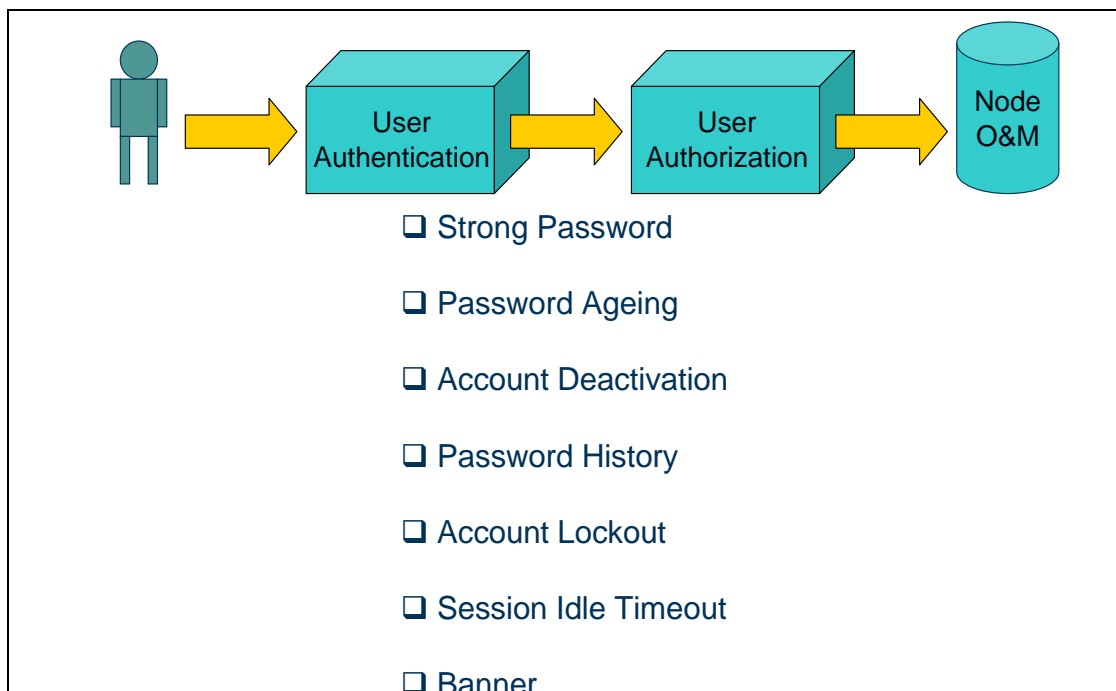 User
Authentication
User
Authorization
Node
O&M
❑ Strong Password
❑ Password Ageing
❑ Account Deactivation
❑ Password History
❑ Account Lockout
❑ Session Idle Timeout
❑ Banner